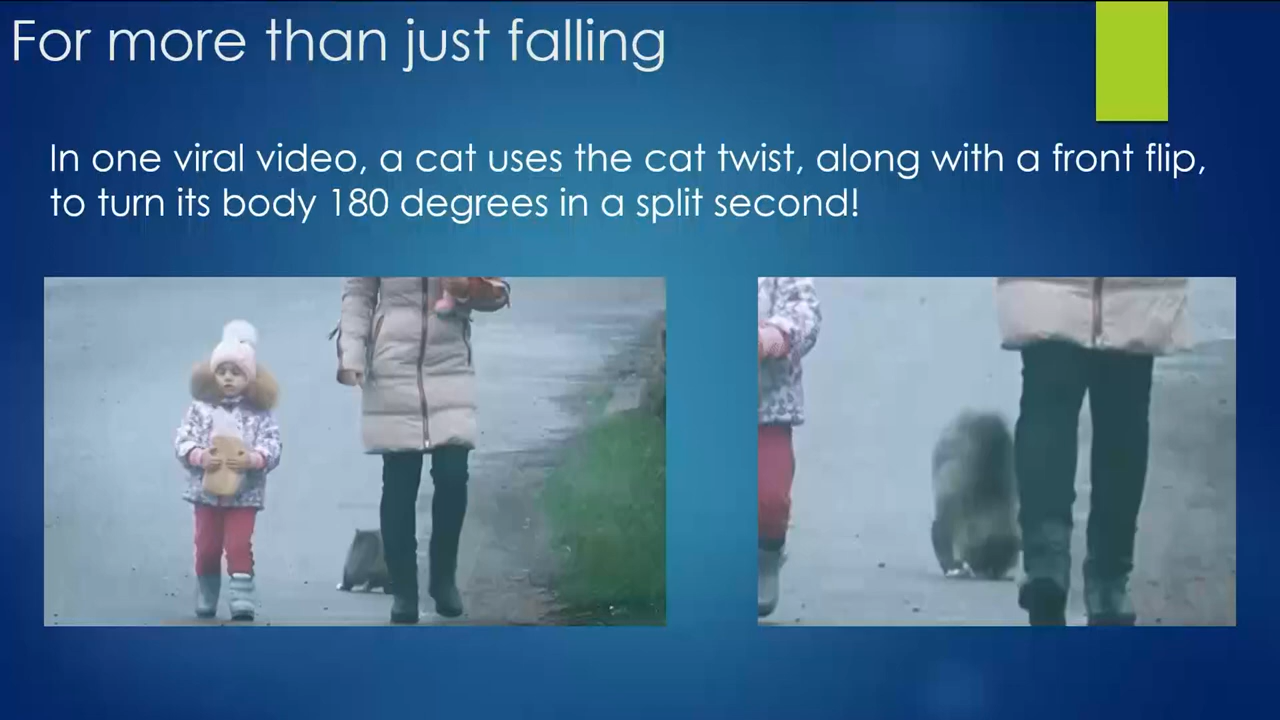 For more than just falling
In one viral video, a cat uses the cat twist, along with a front flip,
to turn its body 180 degrees in a split second!